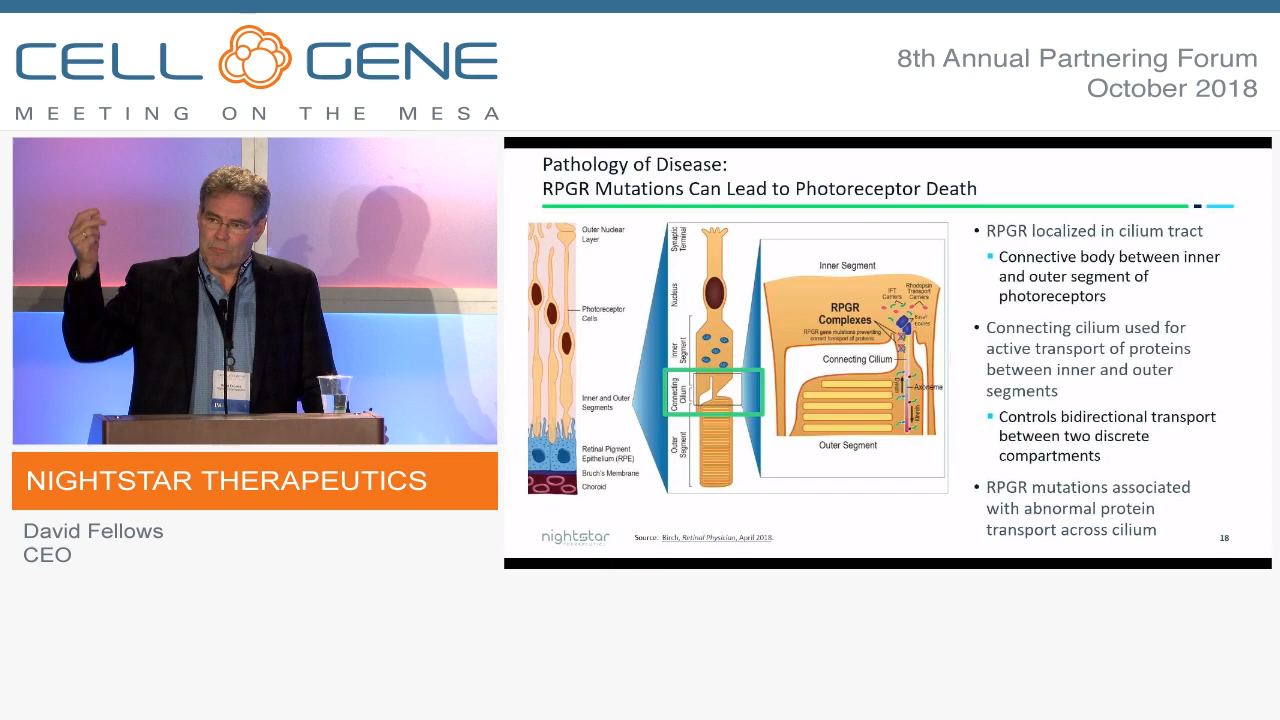 CELL GENE
MEETING ON THE MESA
8th Annual Partnering Forum
October 2018
NIGHTSTAR THERAPEUTICS
David Fellows
CEO
Pathology of Disease:
RPGR Mutations Can Lead to Photoreceptor Death
Outer Nuclear
Layer
Photoreceptor
Cells
Inner and Outer
Segments
Retinal Pigment
Epithelium (RPE)
Bruch's Membrane
Choroid
Synaptic
Terminal
Nucleus
Inner
Segment
Connecting
Cilium
Outer
Segment
Inner Segment
IFT
Carriers
Rhodopsin
Transport
Carriers
RPGR
Complexes
RPGR gene mutations preventing
correct transport of proteins
Basal
Connecting Cilium
Axoneme
Outer Segment
• RPGR localized in cilium tract
▪ Connective body between inner
and outer segment of
photoreceptors
• Connecting cilium used for
active transport of proteins
between inner and outer
segments
▪ Controls bidirectional transport
between two discrete
compartments
• RPGR mutations associated
with abnormal protein
transport across cilium
nightstar
THERAPEUTICS
Source: Birch, Retinal Physician, April 2018.
18